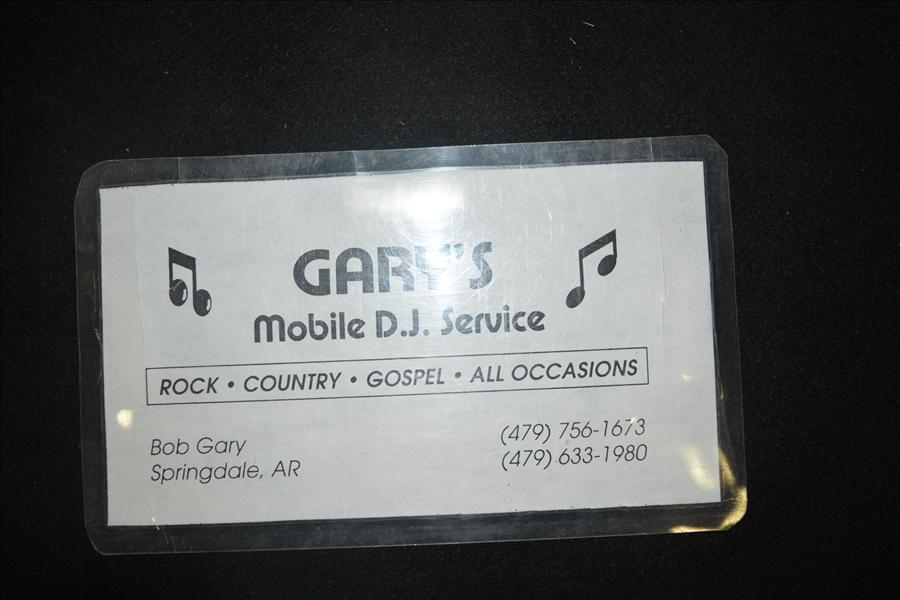 GARY'S
Mobile D.J. Service
ROCK • COUNTRY • GOSPEL • ALL OCCASIONS
Bob Gary
Springdale, AR
(479) 756-1673
(479) 633-1980